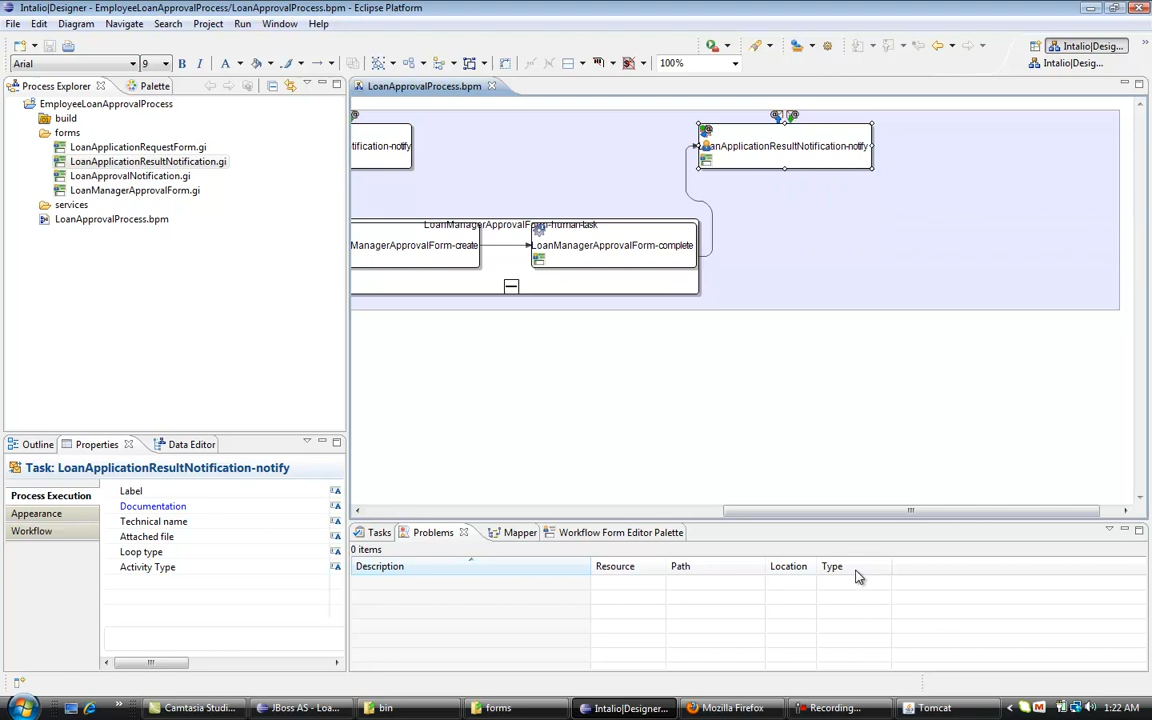 Intalio|Designer - EmployeeLoanApprovalProcess/LoanApprovalProcess.bpm - Eclipse Platform
File Edit Diagram Navigate Search Project Run Window Help
Intalio|Desig...
Arial 9 B I A 100% Intalio|Desig...
Process Explorer Palette LoanApprovalProcess.bpm
EmployeeLoanApprovalProcess
build
forms
LoanApplicationRequestForm.gi
LoanApplicationResultNotification.gi
LoanApprovalNotification.gi
LoanManagerApprovalForm.gi
services
LoanApprovalProcess.bpm
tification-notify
LoanApplicationResultNotification-notify
LoanManagerApprovalForm-human-task
ManagerApprovalForm-create
LoanManagerApprovalForm-complete
Outline Properties Data Editor
Task: LoanApplicationResultNotification-notify
Process Execution
Appearance
Workflow
Label
Documentation
Technical name
Attached file
Loop type
Activity Type
Tasks Problems Mapper Workflow Form Editor Palette
0 items
Description Resource Path Location Type
Camtasia Studi... JBoss AS - Loa... bin forms Intalio|Designer... Mozilla Firefox Recording... Tomcat 1:22 AM